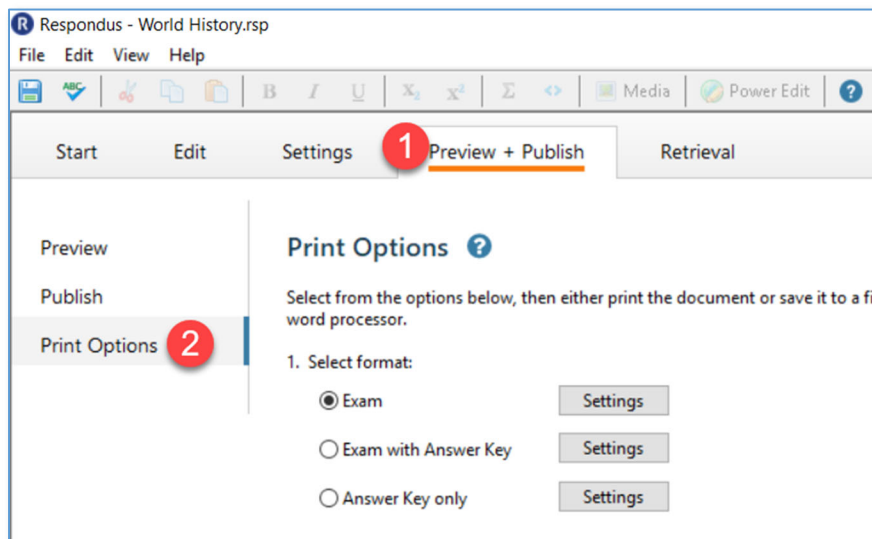 R Respondus - World History.rsp
File Edit View Help
ABC B I U X₂ x² Σ <> Media Power Edit ?
Start Edit Settings 1 Preview + Publish Retrieval
Preview
Publish
Print Options 2
Print Options ?
Select from the options below, then either print the document or save it to a fi
word processor.
1. Select format:
Exam Settings
Exam with Answer Key Settings
Answer Key only Settings